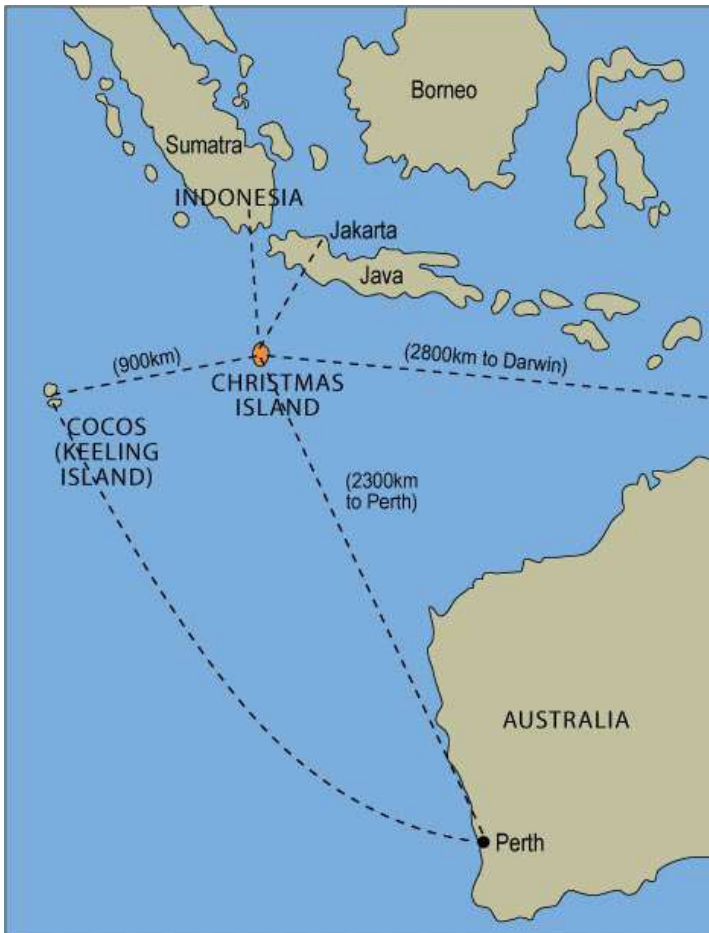 Borneo
Sumatra
INDONESIA
Jakarta
Java
(900km)
(2800km to Darwin)
CHRISTMAS
ISLAND
COCOS
(KEELING
ISLAND)
(2300km
to Perth)
AUSTRALIA
Perth